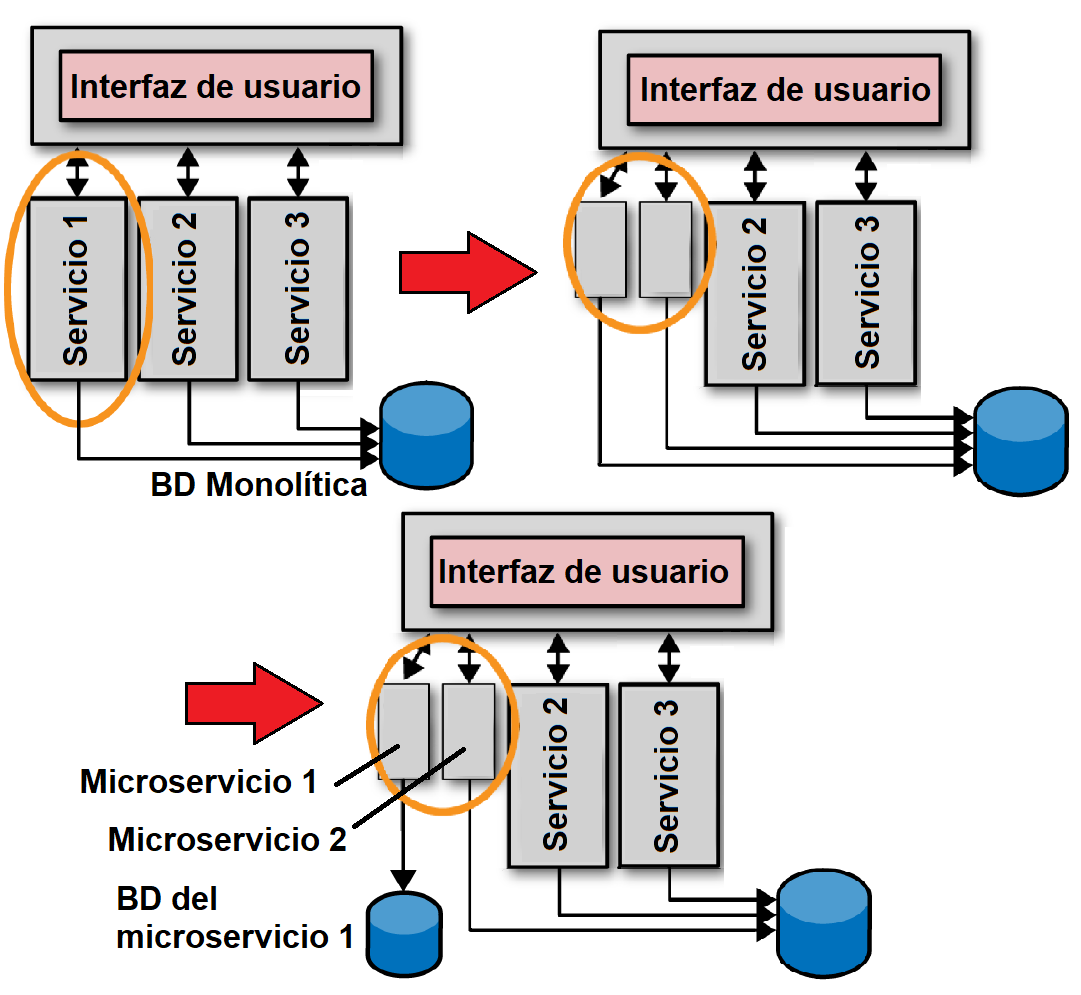 Interfaz de usuario
Servicio 1
Servicio 2
Servicio 3
BD Monolítica
Interfaz de usuario
Servicio 2
Servicio 3
Interfaz de usuario
Servicio 2
Servicio 3
Microservicio 1
Microservicio 2
BD del
microservicio 1